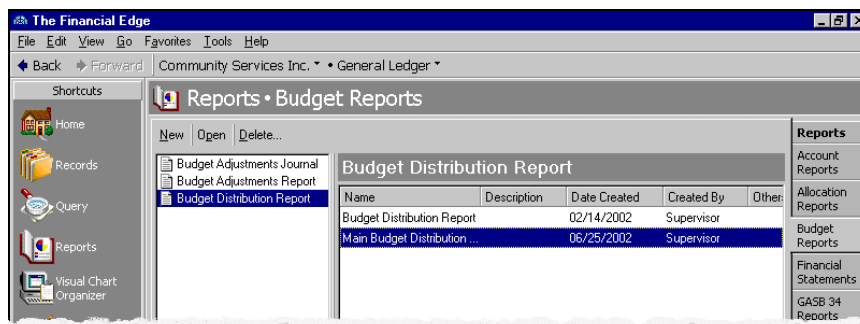 The Financial Edge
File Edit View Go Favorites Tools Help
Back Forward Community Services Inc. • General Ledger
Shortcuts
Home
Records
Query
Reports
Visual Chart
Organizer
Reports • Budget Reports
New Open Delete...
Budget Adjustments Journal
Budget Adjustments Report
Budget Distribution Report
Budget Distribution Report
Name Description Date Created Created By Other
Budget Distribution Report 02/14/2002 Supervisor
Main Budget Distribution ... 06/25/2002 Supervisor
Reports
Account
Reports
Allocation
Reports
Budget
Reports
Financial
Statements
GASB 34
Reports